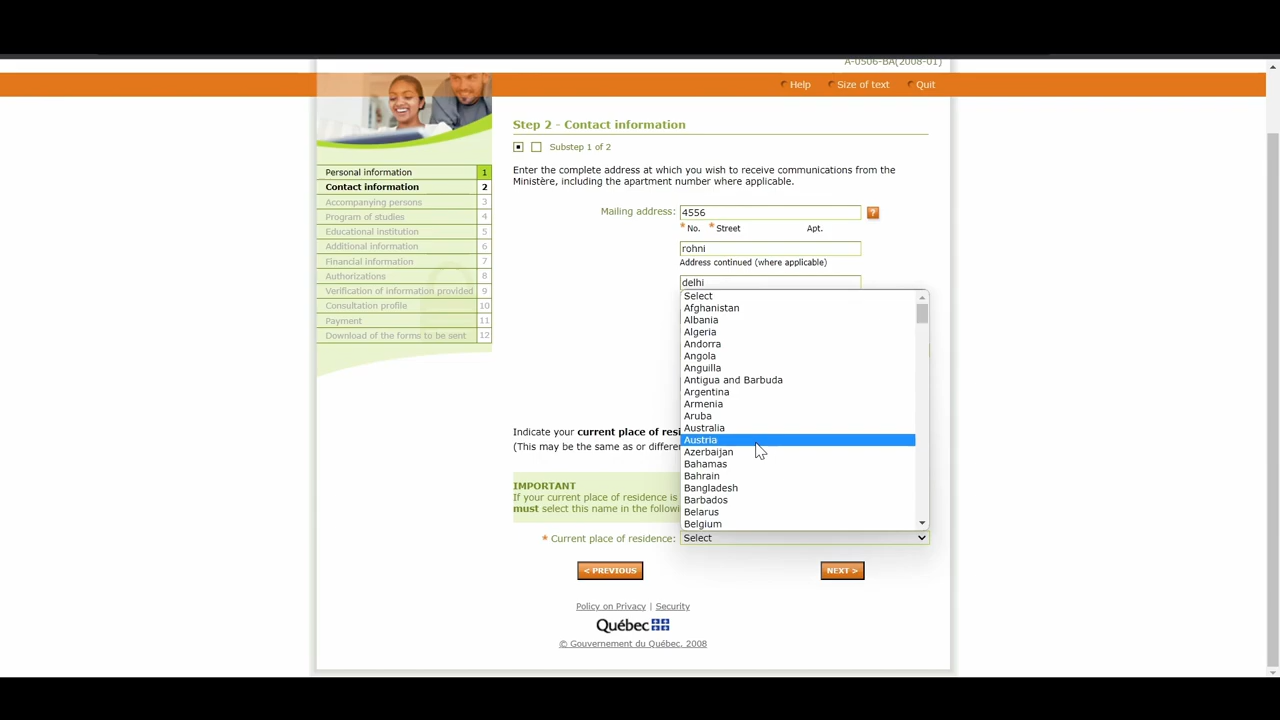 A-0506-BA(2008-01)
Help Size of text Quit
Step 2 - Contact information
Substep 1 of 2
Enter the complete address at which you wish to receive communications from the
Ministère, including the apartment number where applicable.
Personal information 1
Contact information 2
Accompanying persons 3
Program of studies 4
Educational institution 5
Additional information 6
Financial information 7
Authorizations 8
Verification of information provided 9
Consultation profile 10
Payment 11
Download of the forms to be sent 12
Mailing address: 4556 ?
* No. * Street Apt.
rohni
Address continued (where applicable)
delhi
Select
Afghanistan
Albania
Algeria
Andorra
Angola
Anguilla
Antigua and Barbuda
Argentina
Armenia
Aruba
Australia
Austria
Azerbaijan
Bahamas
Bahrain
Bangladesh
Barbados
Belarus
Belgium
Indicate your current place of resi
(This may be the same as or differe
IMPORTANT
If your current place of residence is
must select this name in the followi
* Current place of residence: Select
< PREVIOUS NEXT >
Policy on Privacy | Security
Québec
© Gouvernement du Québec, 2008